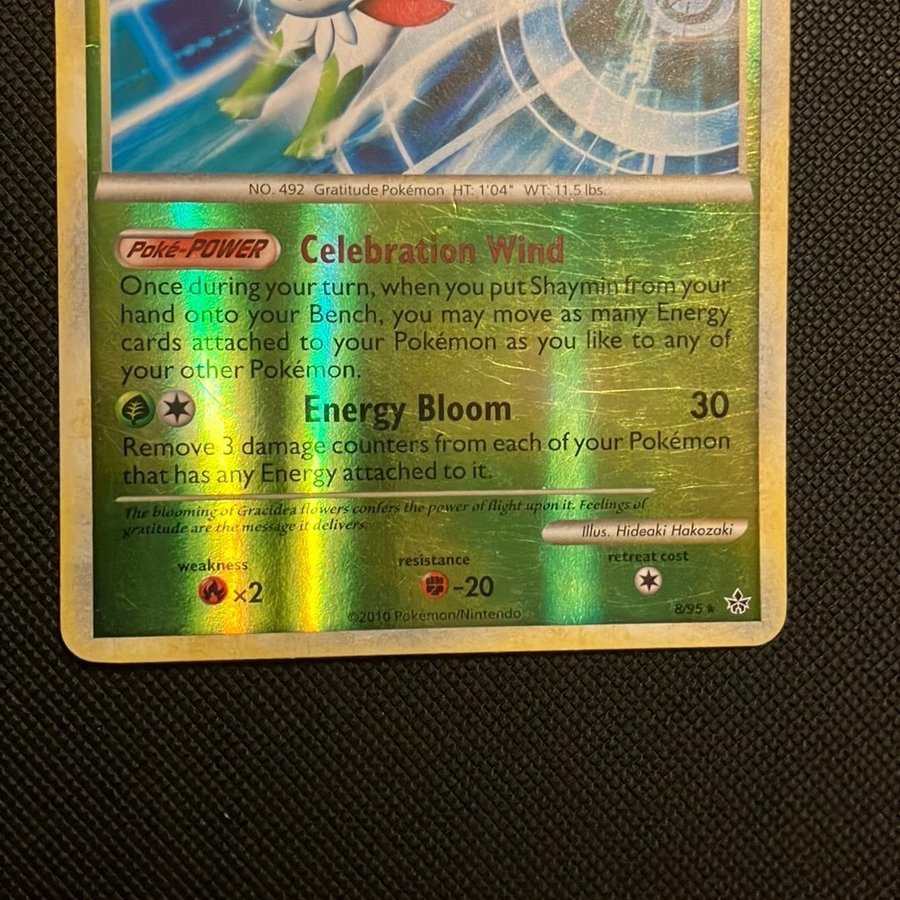 NO. 492 Gratitude Pokémon HT: 1'04" WT: 11.5 lbs.
Poké-POWER Celebration Wind
Once during your turn, when you put Shaymin from your
hand onto your Bench, you may move as many Energy
cards attached to your Pokémon as you like to any of
your other Pokémon.
Energy Bloom 30
Remove 3 damage counters from each of your Pokémon
that has any Energy attached to it.
The blooming of Gracidea flowers confers the power of flight upon it. Feelings of
gratitude are the message it delivers.
Illus. Hideaki Hakozaki
weakness resistance retreat cost
×2 -20
©2010 Pokémon/Nintendo 8/95 ★